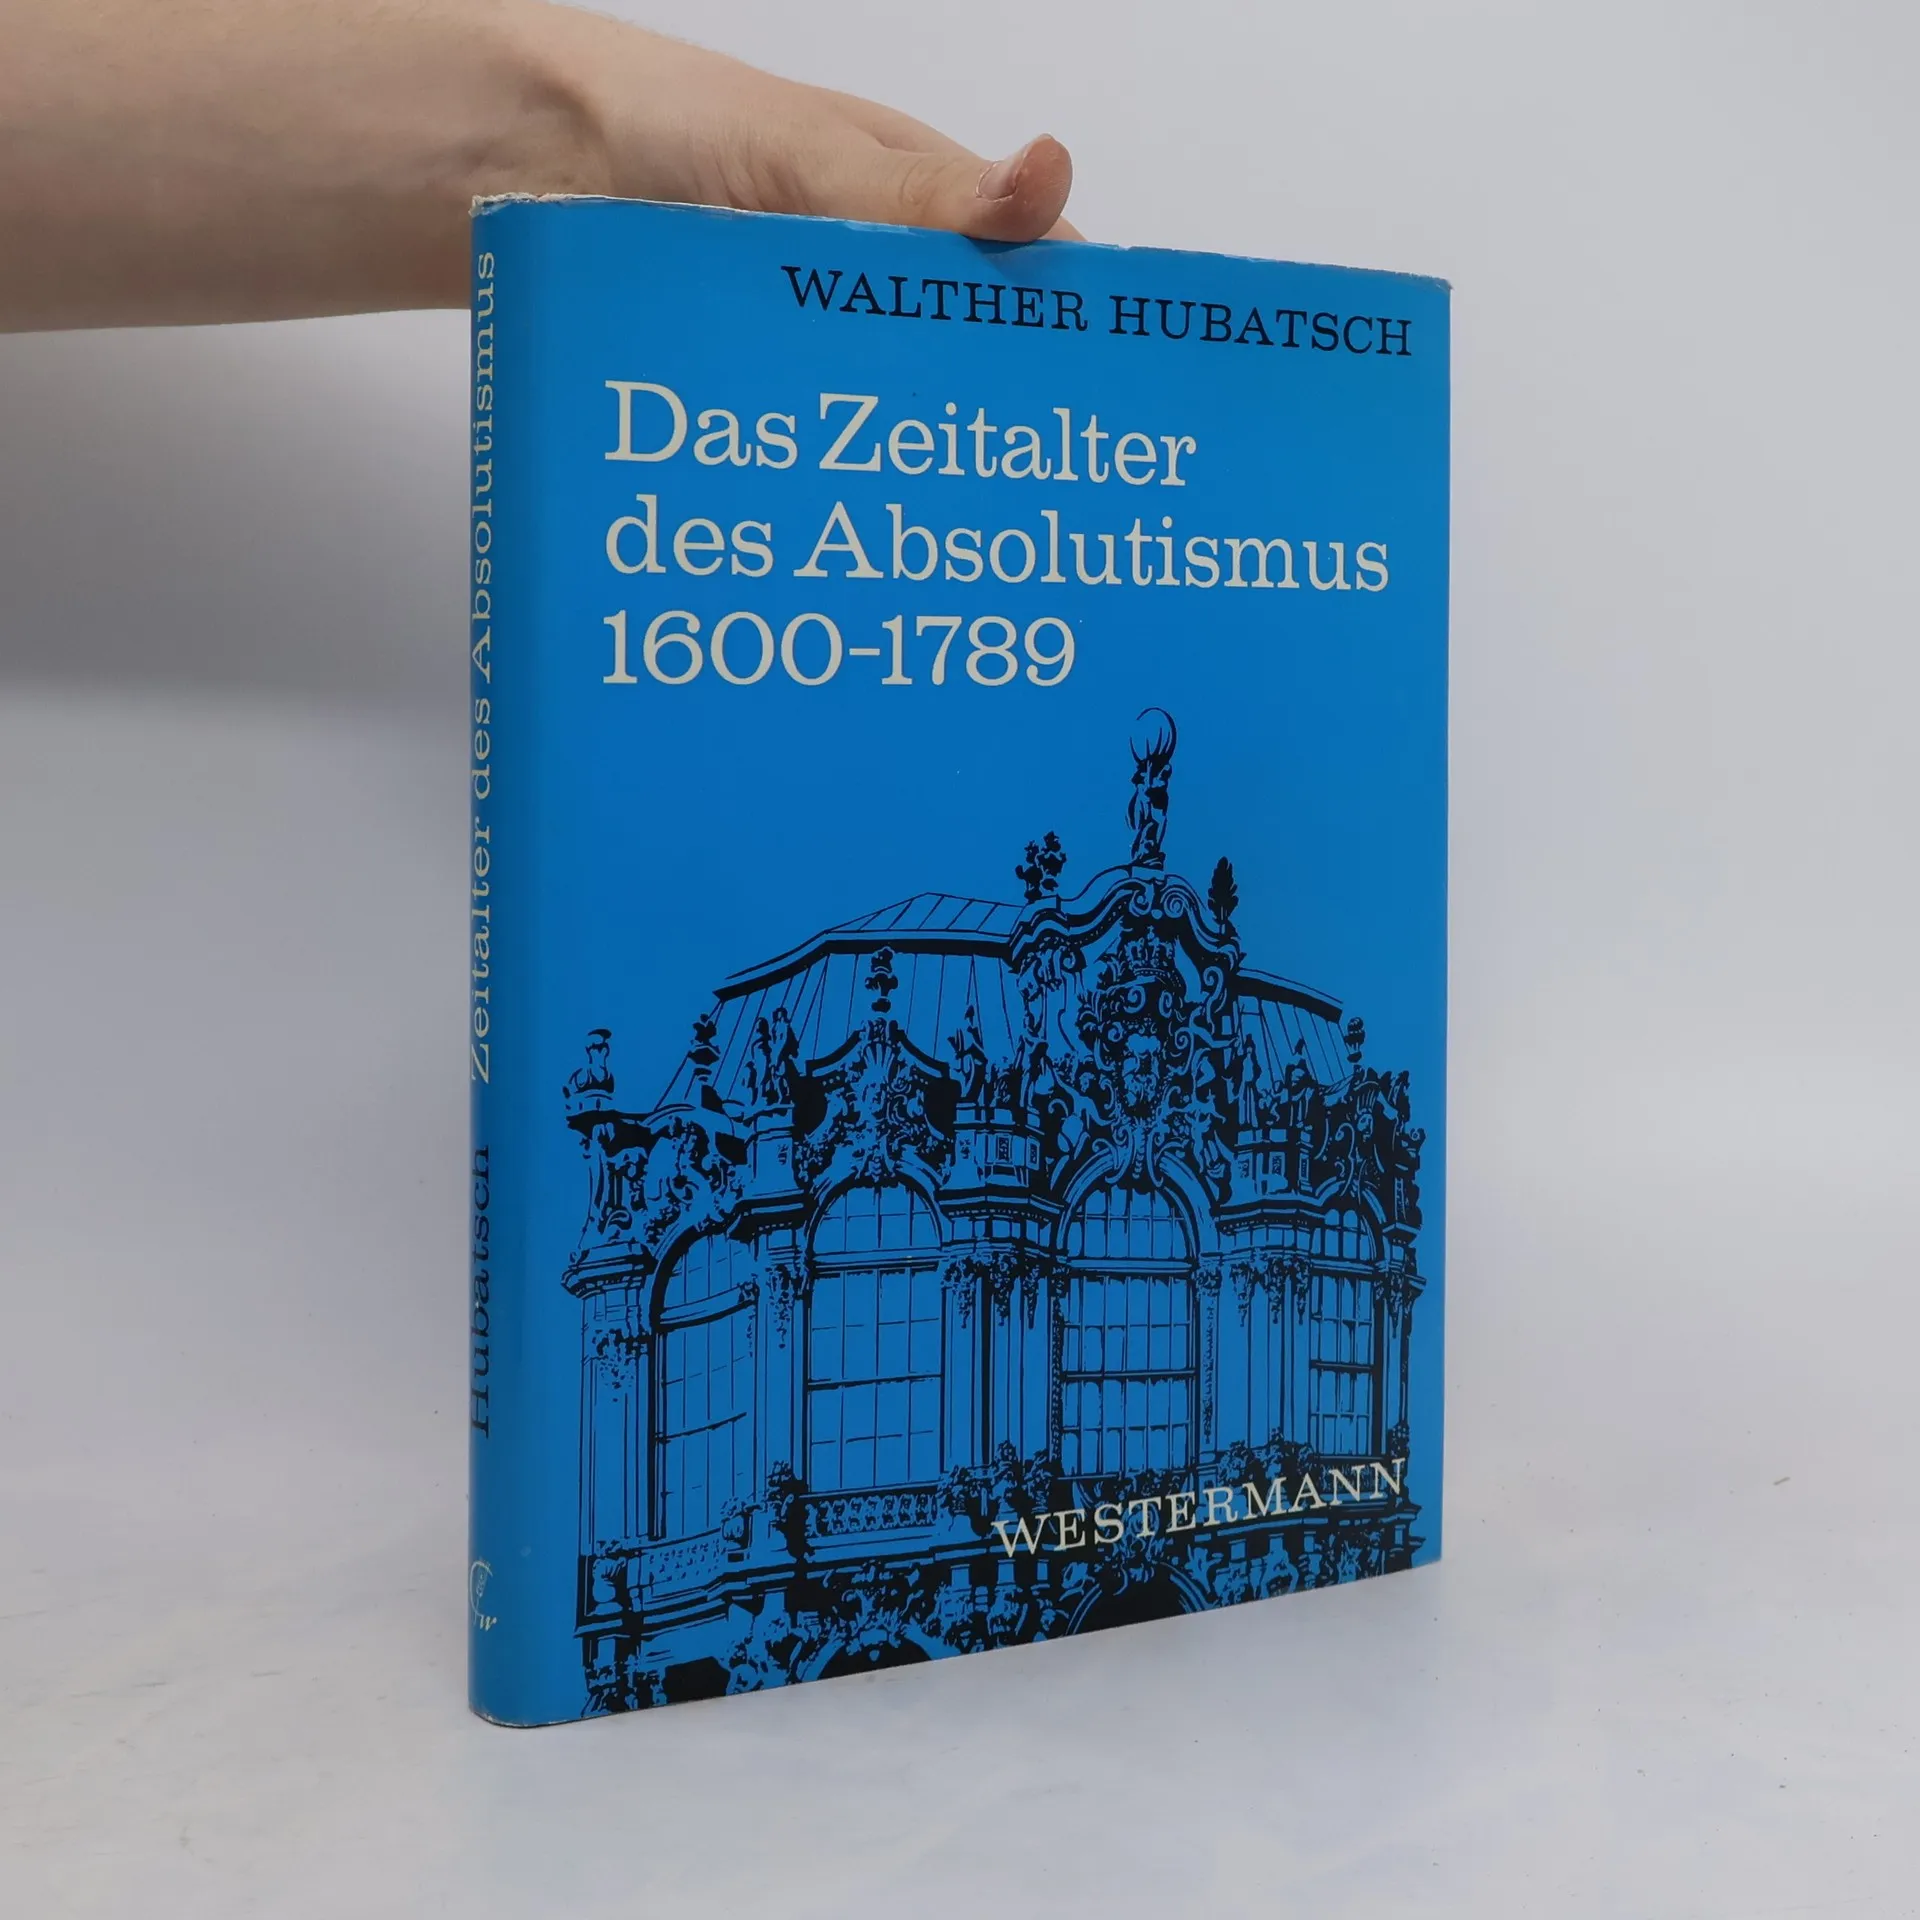 WALTHER HUBATSCH
Das Zeitalter
des Absolutismus
1600-1789
WESTERMANN
Hubatsch Zeitalter des Absolutismus